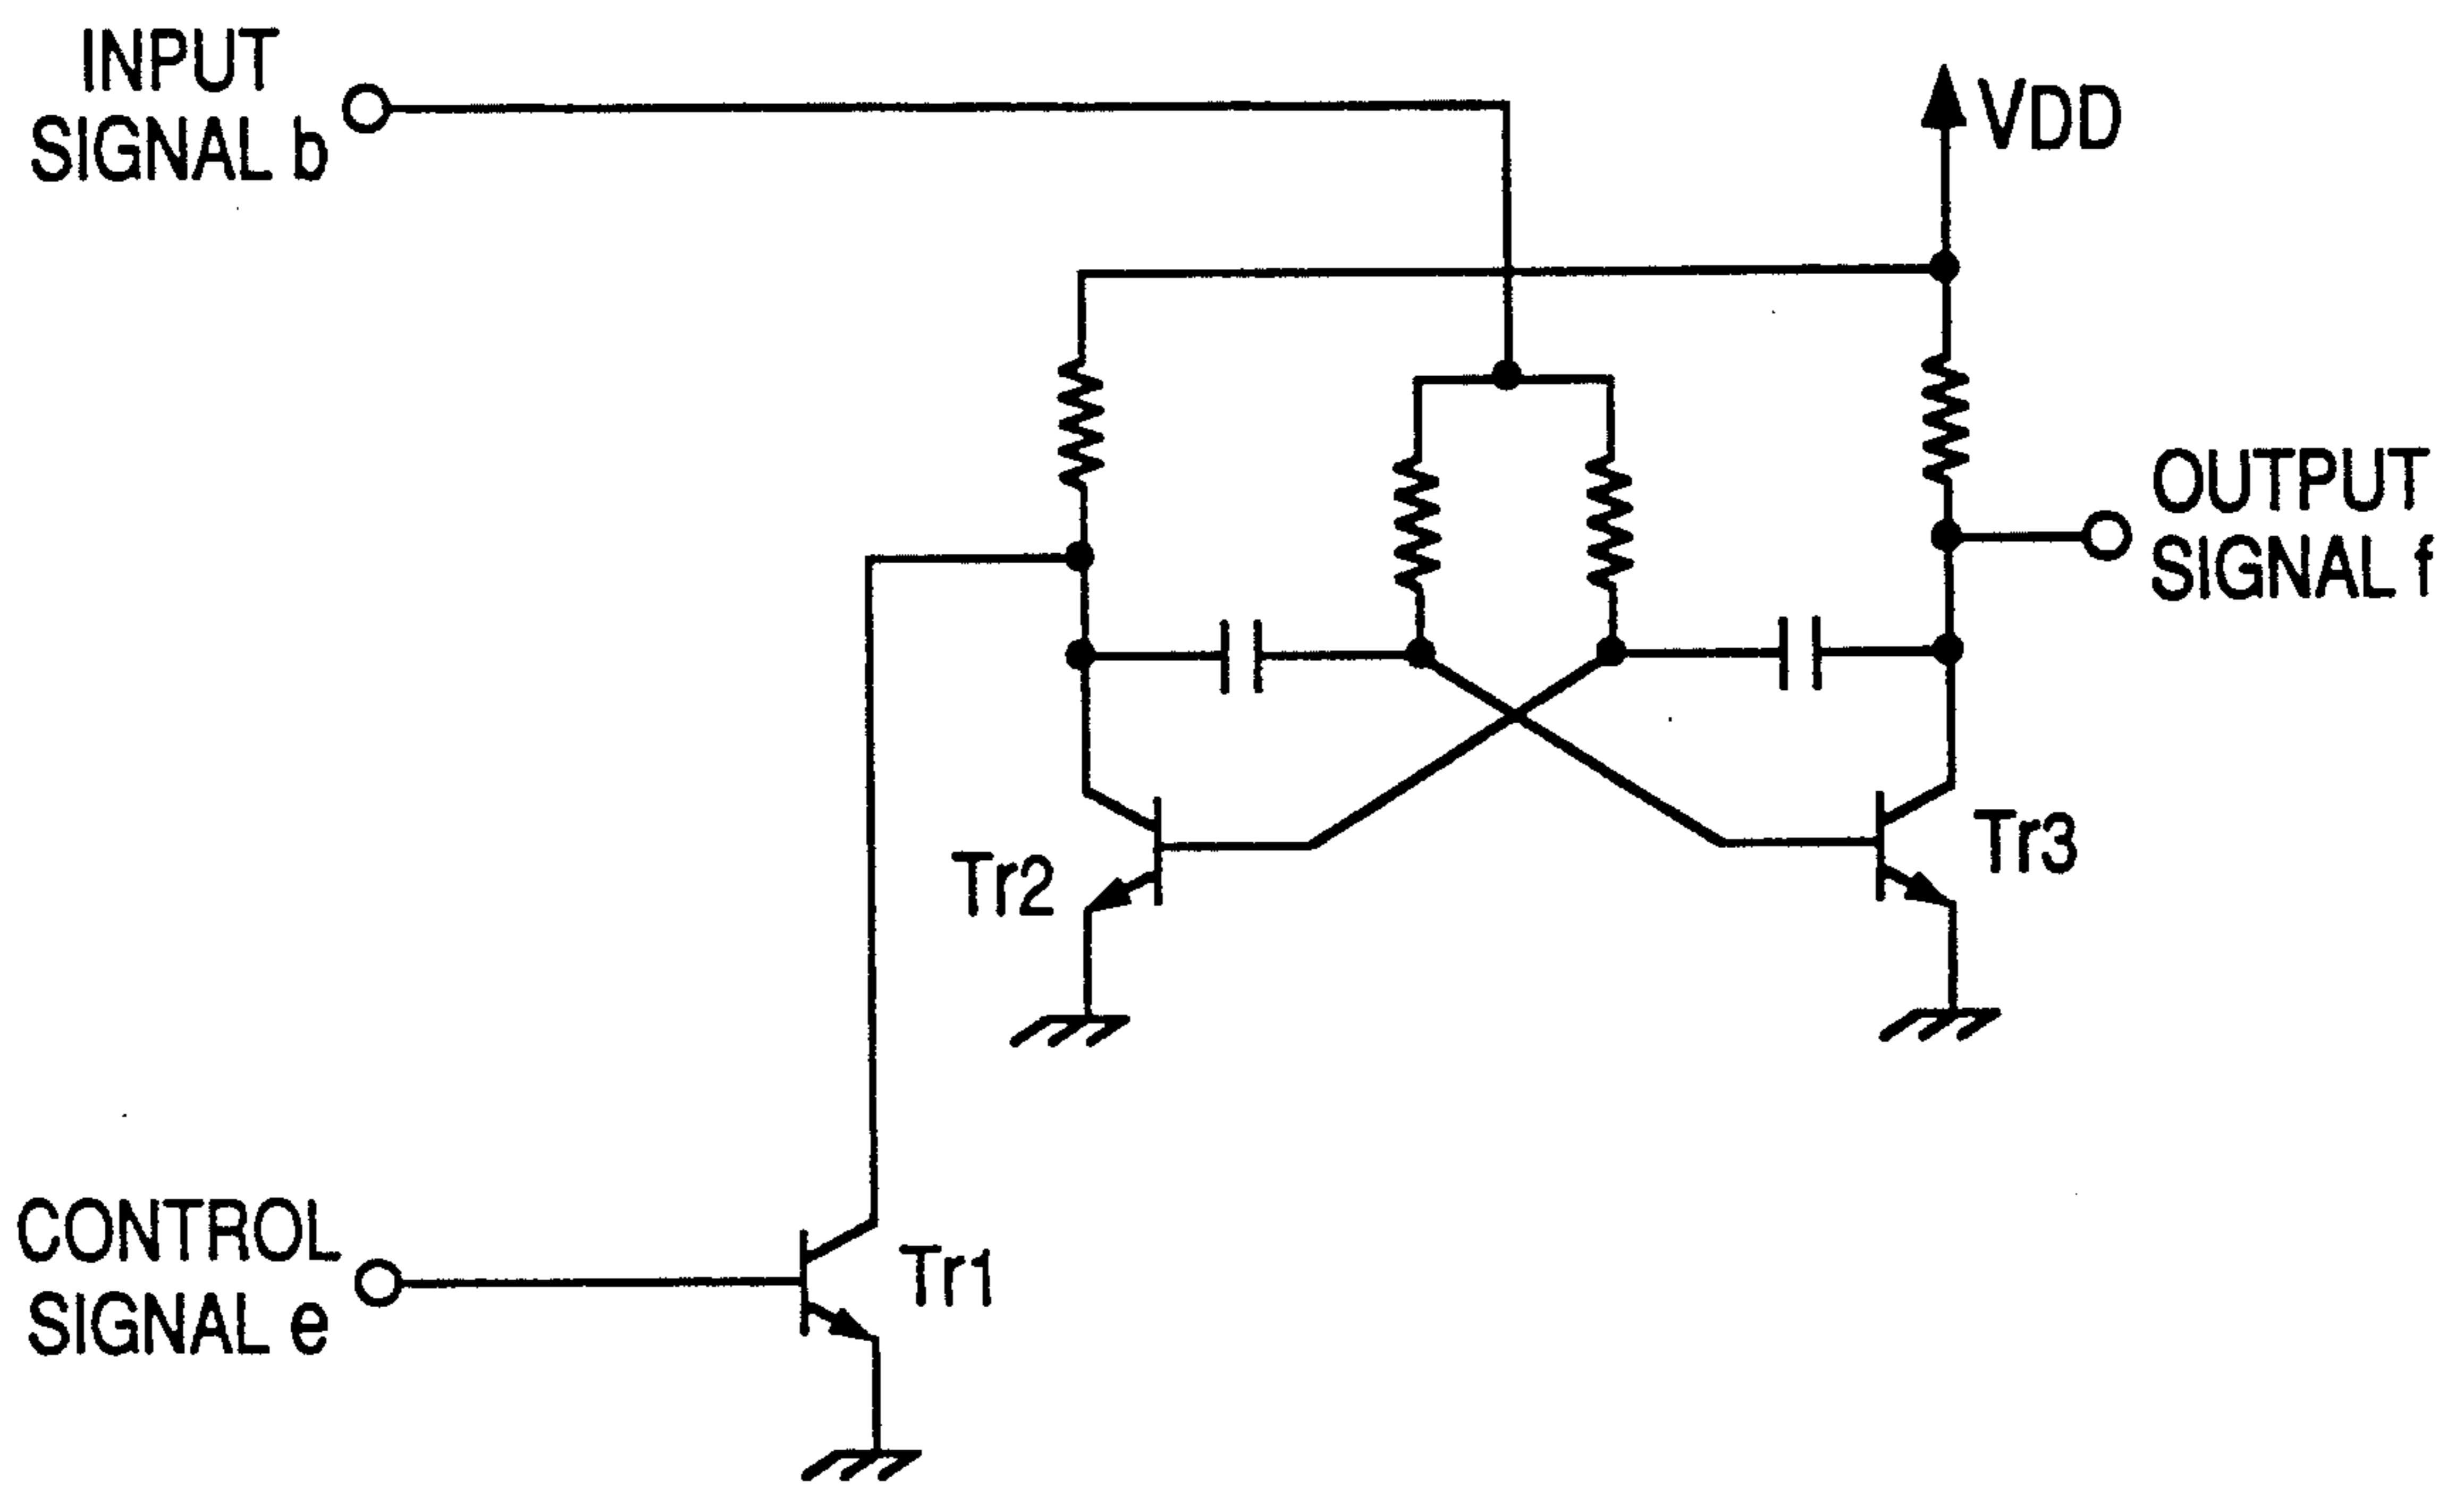 INPUT
SIGNAL b
VDD
OUTPUT
SIGNAL f
Tr2
Tr3
CONTROL
SIGNAL e
Tr1